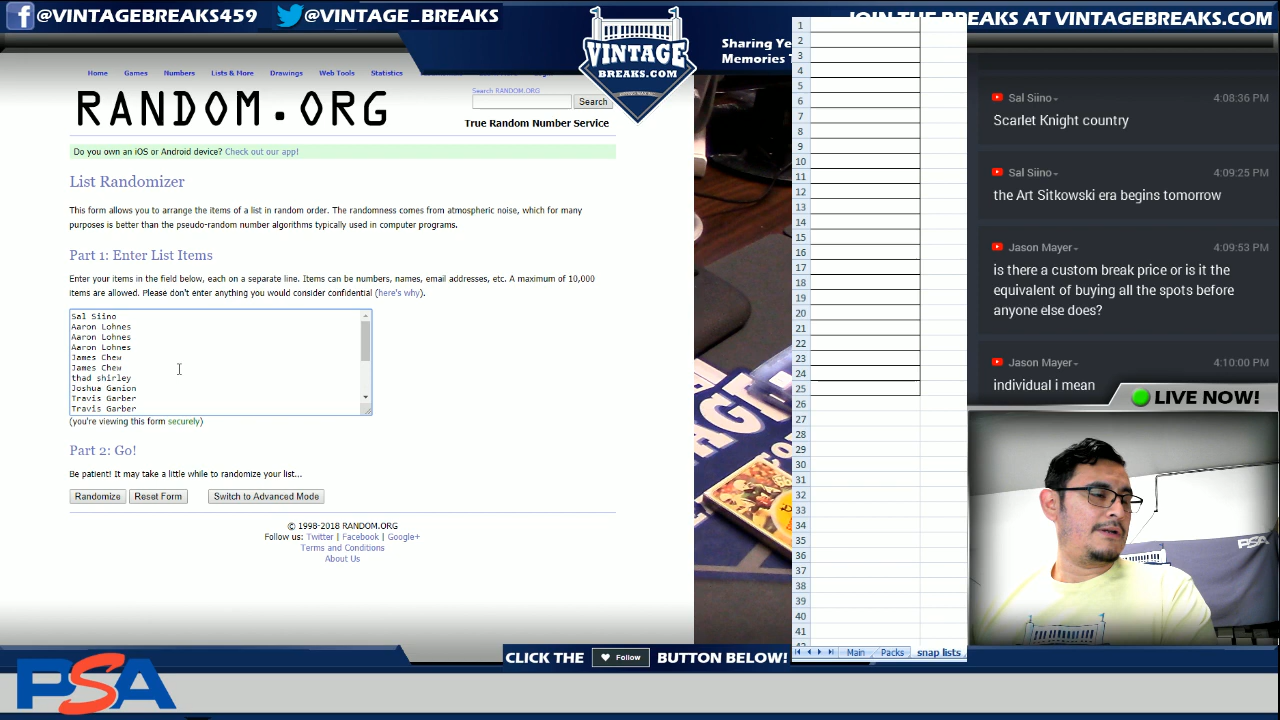 @VINTAGEBREAKS459 @VINTAGE_BREAKS
JOIN THE BREAKS AT VINTAGEBREAKS.COM
VINTAGE
BREAKS.COM
Sharing Ye
Memories T
Home Games Numbers Lists & More Drawings Web Tools Statistics
RANDOM.ORG
Search RANDOM.ORG
Search
True Random Number Service
Do you own an iOS or Android device? Check out our app!
List Randomizer
This form allows you to arrange the items of a list in random order. The randomness comes from atmospheric noise, which for many
purposes is better than the pseudo-random number algorithms typically used in computer programs.
Part 1: Enter List Items
Enter your items in the field below, each on a separate line. Items can be numbers, names, email addresses, etc. A maximum of 10,000
items are allowed. Please don't enter anything you would consider confidential (here's why).
Sal Siino
Aaron Lohnes
Aaron Lohnes
Aaron Lohnes
James Chew
James Chew
thad shirley
Joshua Ganion
Travis Garber
Travis Garber
(you're viewing this form securely)
Part 2: Go!
Be patient! It may take a little while to randomize your list...
Randomize Reset Form Switch to Advanced Mode
© 1998-2018 RANDOM.ORG
Follow us: Twitter | Facebook | Google+
Terms and Conditions
About Us
1
2
3
4
5
6
7
8
9
10
11
12
13
14
15
16
17
18
19
20
21
22
23
24
25
26
27
28
29
30
31
32
33
34
35
36
37
38
39
40
41
Main Packs snap lists
Sal Siino 4:08:36 PM
Scarlet Knight country
Sal Siino 4:09:25 PM
the Art Sitkowski era begins tomorrow
Jason Mayer 4:09:53 PM
is there a custom break price or is it the
equivalent of buying all the spots before
anyone else does?
Jason Mayer 4:10:00 PM
individual i mean
LIVE NOW!
PSA
CLICK THE Follow BUTTON BELOW!
PSA